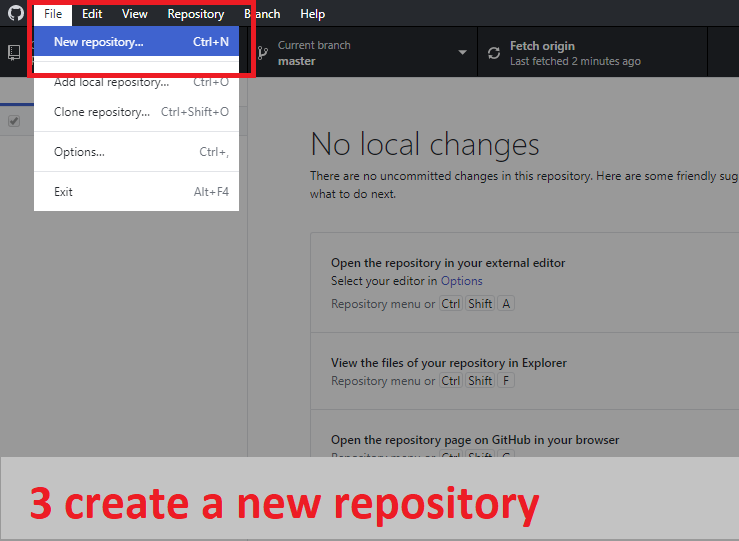 File Edit View Repository Branch Help
New repository... Ctrl+N
Add local repository... Ctrl+O
Clone repository... Ctrl+Shift+O
Options... Ctrl+,
Exit Alt+F4
Current branch
master
Fetch origin
Last fetched 2 minutes ago
No local changes
There are no uncommitted changes in this repository. Here are some friendly sug
what to do next.
Open the repository in your external editor
Select your editor in Options
Repository menu or Ctrl Shift A
View the files of your repository in Explorer
Repository menu or Ctrl Shift F
Open the repository page on GitHub in your browser
Repository menu or Ctrl Shift G
3 create a new repository